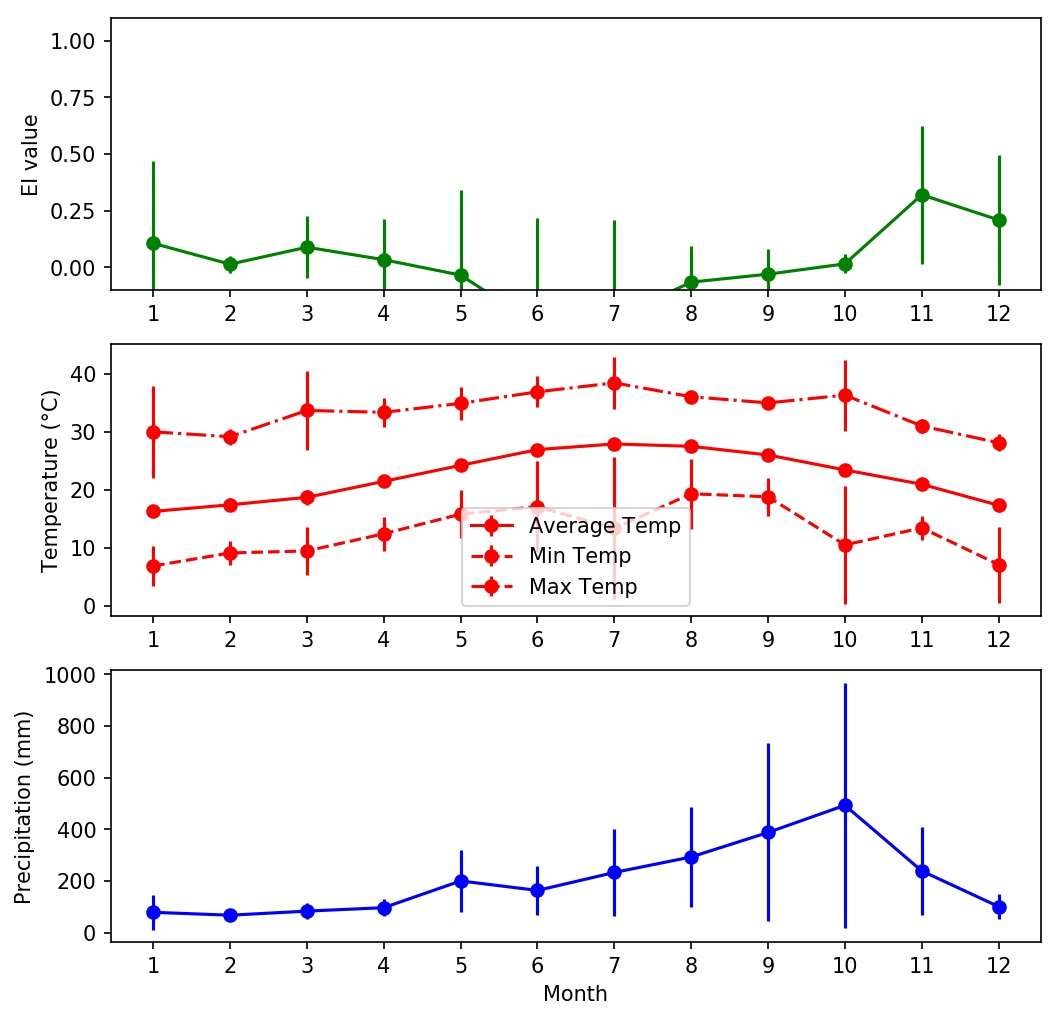 EI value
1.00
0.75
0.50
0.25
0.00
1 2 3 4 5 6 7 8 9 10 11 12
Temperature (°C)
40
30
20
10
0
Average Temp
Min Temp
Max Temp
1 2 3 4 5 6 7 8 9 10 11 12
Precipitation (mm)
1000
800
600
400
200
0
1 2 3 4 5 6 7 8 9 10 11 12
Month